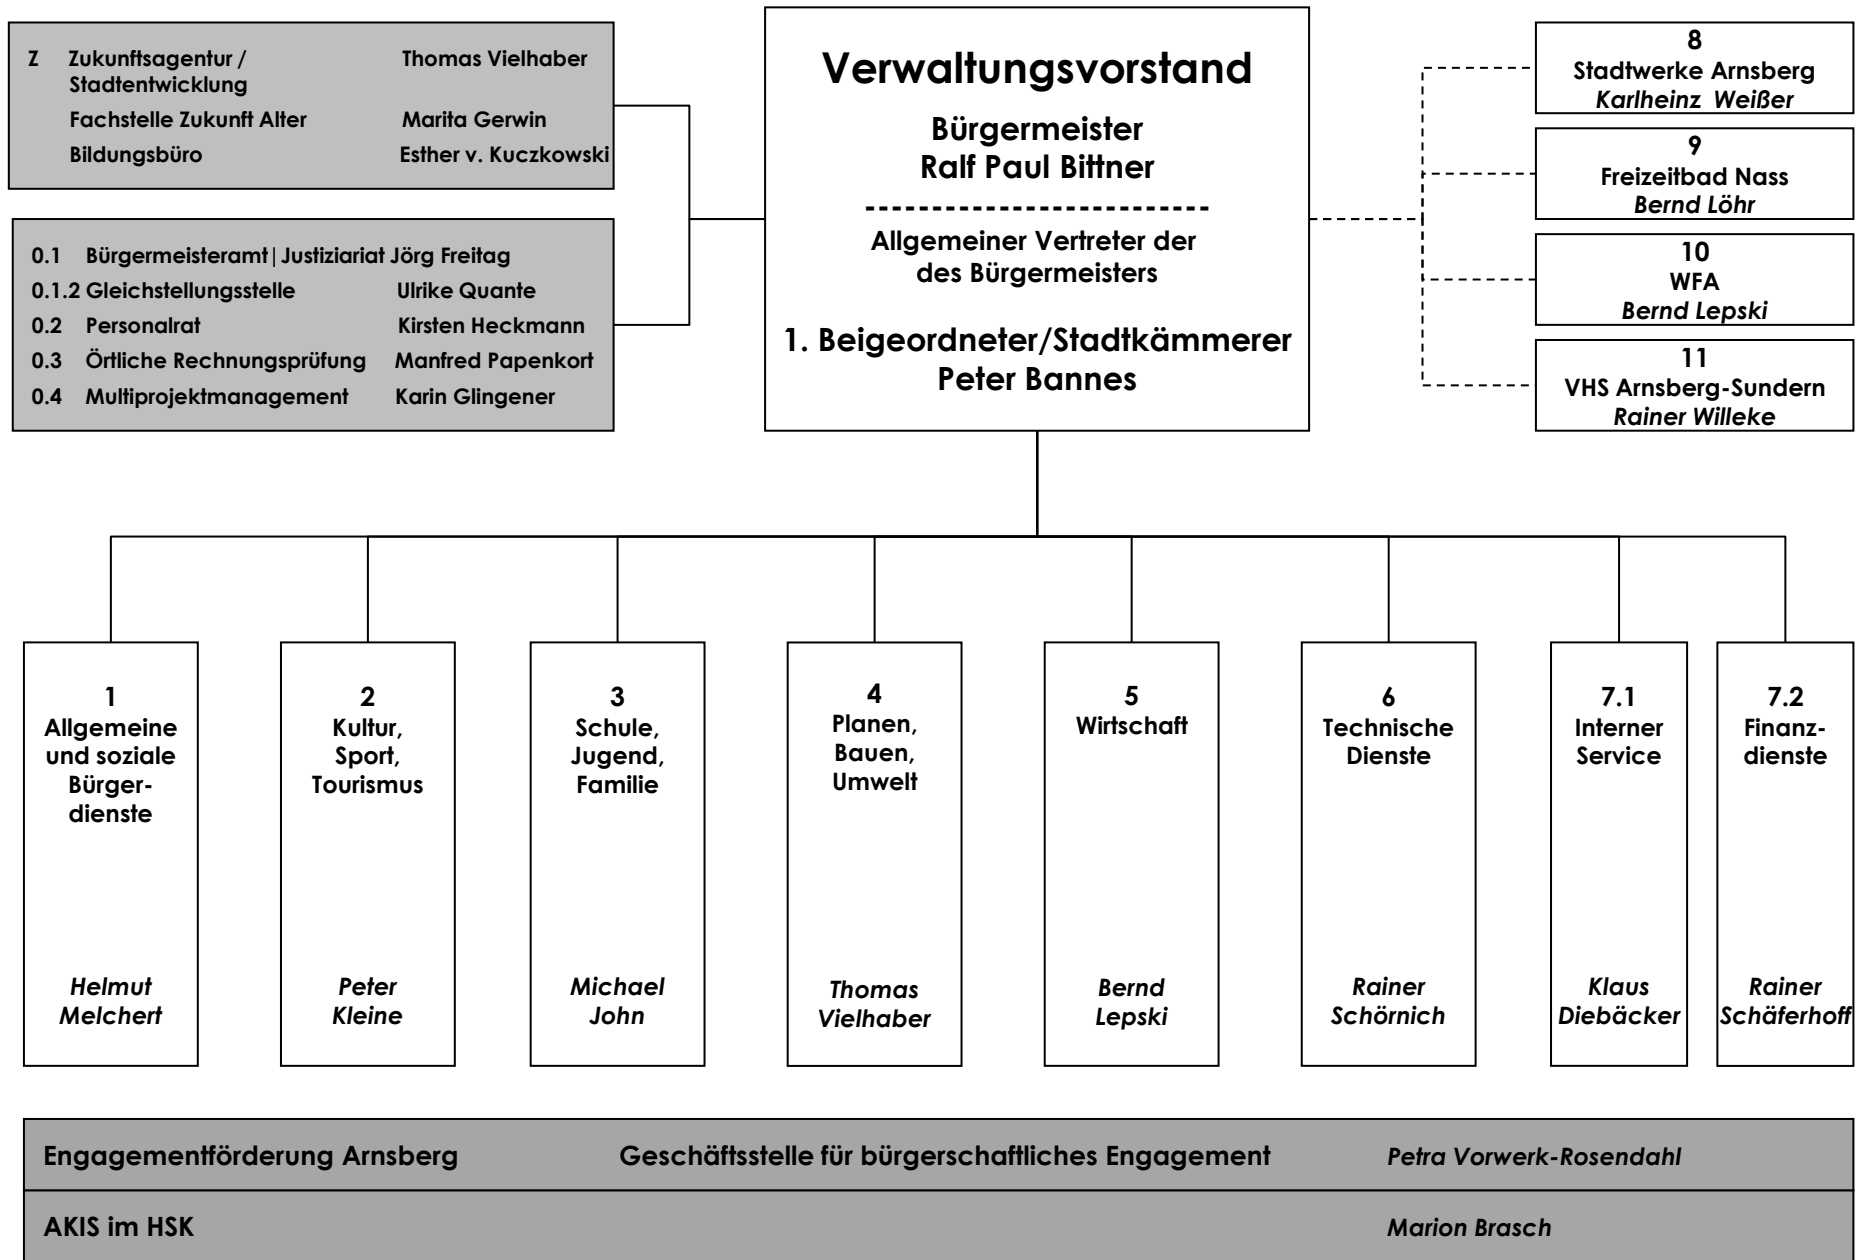 Z Zukunftsagentur / Thomas Vielhaber
Stadtentwicklung
Fachstelle Zukunft Alter Marita Gerwin
Bildungsbüro Esther v. Kuczkowski
0.1 Bürgermeisteramt|Justiziariat Jörg Freitag
0.1.2 Gleichstellungsstelle Ulrike Quante
0.2 Personalrat Kirsten Heckmann
0.3 Örtliche Rechnungsprüfung Manfred Papenkort
0.4 Multiprojektmanagement Karin Glingener
Verwaltungsvorstand
Bürgermeister
Ralf Paul Bittner
--------------------------
Allgemeiner Vertreter der
des Bürgermeisters
1. Beigeordneter/Stadtkämmerer
Peter Bannes
8
Stadtwerke Arnsberg
Karlheinz Weißer
9
Freizeitbad Nass
Bernd Löhr
10
WFA
Bernd Lepski
11
VHS Arnsberg-Sundern
Rainer Willeke
1
Allgemeine
und soziale
Bürger-
dienste
Helmut
Melchert
2
Kultur,
Sport,
Tourismus
Peter
Kleine
3
Schule,
Jugend,
Familie
Michael
John
4
Planen,
Bauen,
Umwelt
Thomas
Vielhaber
5
Wirtschaft
Bernd
Lepski
6
Technische
Dienste
Rainer
Schörnich
7.1
Interner
Service
Klaus
Diebäcker
7.2
Finanz-
dienste
Rainer
Schäferhoff
Engagementförderung Arnsberg Geschäftsstelle für bürgerschaftliches Engagement Petra Vorwerk-Rosendahl
AKIS im HSK Marion Brasch